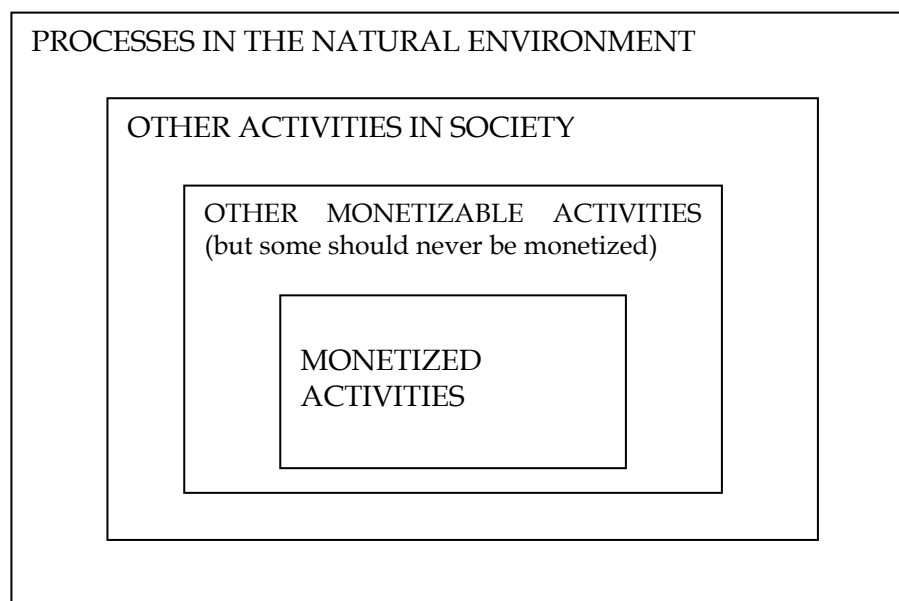 PROCESSES IN THE NATURAL ENVIRONMENT
OTHER ACTIVITIES IN SOCIETY
OTHER MONETIZABLE ACTIVITIES
(but some should never be monetized)
MONETIZED
ACTIVITIES